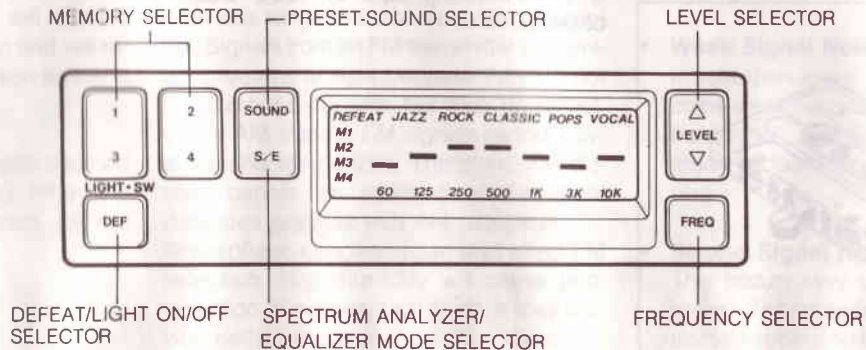 MEMORY SELECTOR
PRESET-SOUND SELECTOR
LEVEL SELECTOR
1 2
3 4
SOUND
S/E
DEFEAT JAZZ ROCK CLASSIC POPS VOCAL
M1
M2
M3
M4
60 125 250 500 1K 3K 10K
LEVEL
LIGHT•SW
DEF
FREQ
DEFEAT/LIGHT ON/OFF
SELECTOR
SPECTRUM ANALYZER/
EQUALIZER MODE SELECTOR
FREQUENCY SELECTOR